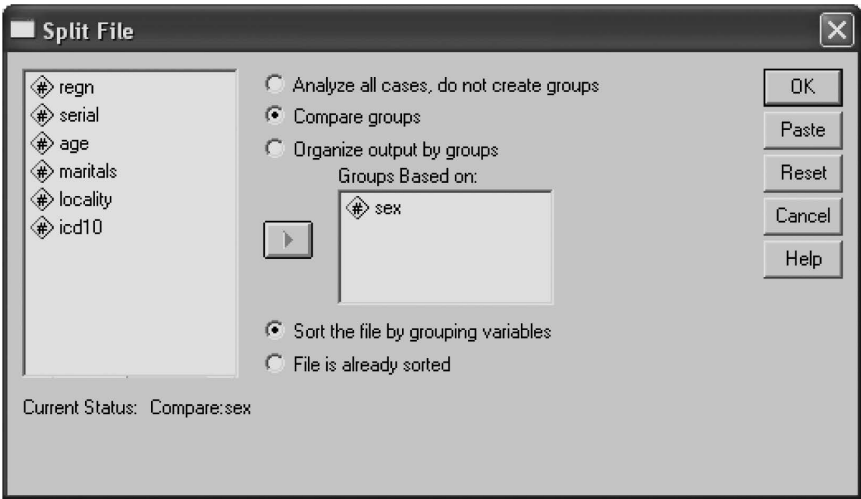 Split File
regn
serial
age
maritals
locality
icd10
Analyze all cases, do not create groups
Compare groups
Organize output by groups
Groups Based on:
sex
Sort the file by grouping variables
File is already sorted
OK
Paste
Reset
Cancel
Help
Current Status: Compare:sex